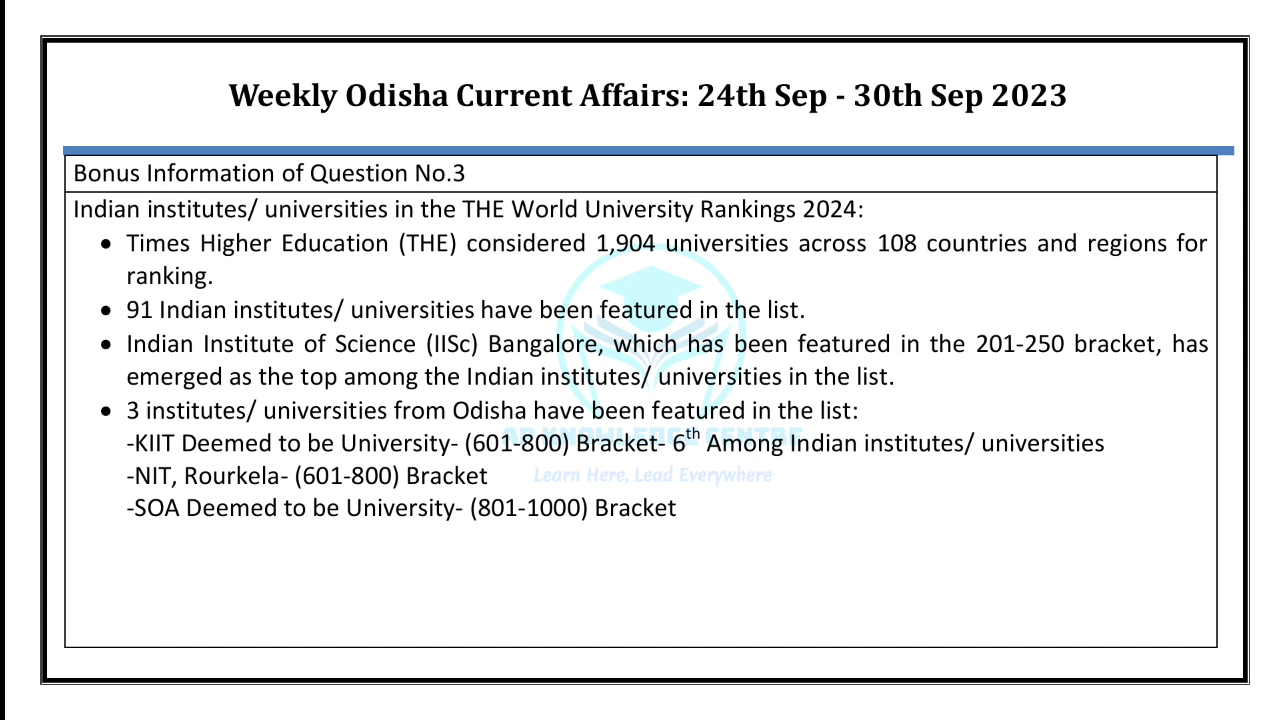 Weekly Odisha Current Affairs: 24th Sep - 30th Sep 2023
Bonus Information of Question No.3
Indian institutes/ universities in the THE World University Rankings 2024:
• Times Higher Education (THE) considered 1,904 universities across 108 countries and regions for
ranking.
• 91 Indian institutes/ universities have been featured in the list.
• Indian Institute of Science (IISc) Bangalore, which has been featured in the 201-250 bracket, has
emerged as the top among the Indian institutes/ universities in the list.
• 3 institutes/ universities from Odisha have been featured in the list:
-KIIT Deemed to be University- (601-800) Bracket- 6th Among Indian institutes/ universities
KNOWLEDGE CENTRE
-NIT, Rourkela- (601-800) Bracket
Learn Here, Lead Everywhere
-SOA Deemed to be University- (801-1000) Bracket